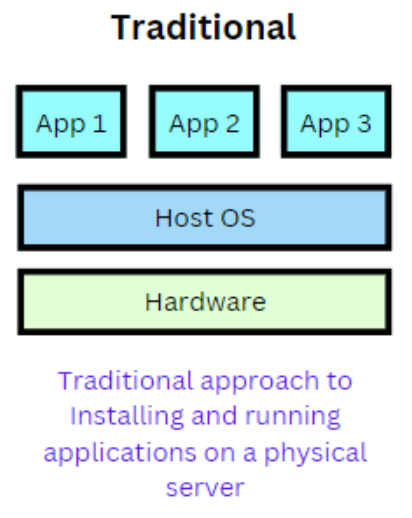 Traditional
App 1 App 2 App 3
Host OS
Hardware
Traditional approach to
Installing and running
applications on a physical
server